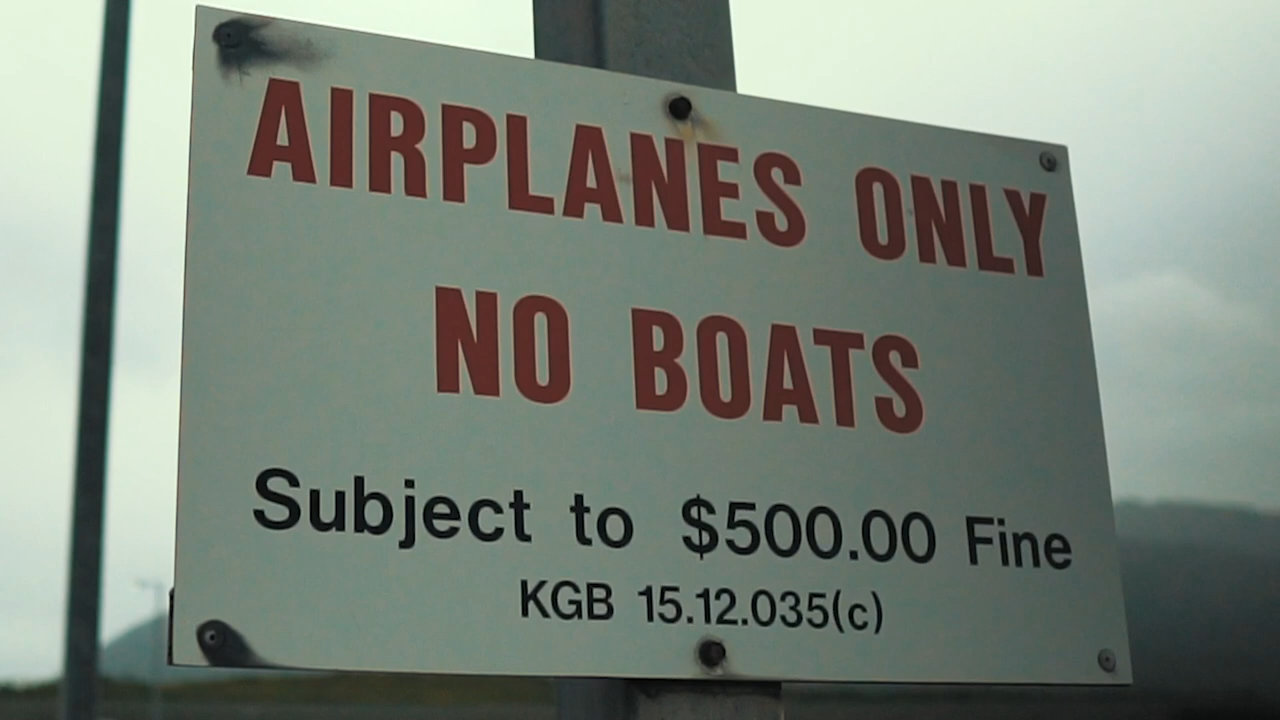 AIRPLANES ONLY
NO BOATS
Subject to $500.00 Fine
KGB 15.12.035(c)